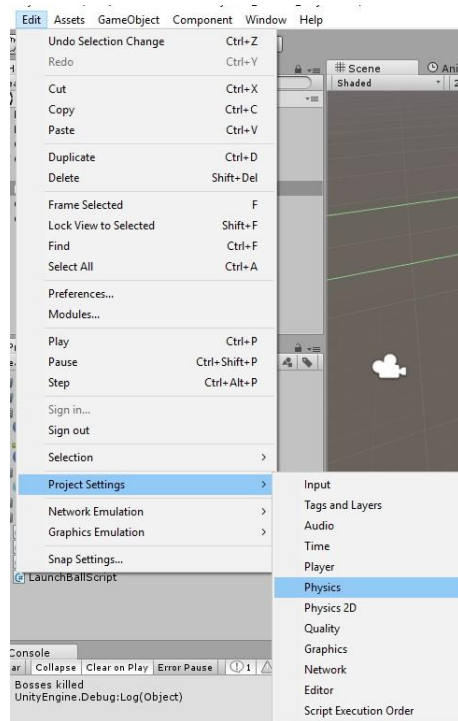 Edit Assets GameObject Component Window Help
Undo Selection Change Ctrl+Z
Redo Ctrl+Y
Cut Ctrl+X
Copy Ctrl+C
Paste Ctrl+V
Duplicate Ctrl+D
Delete Shift+Del
Frame Selected F
Lock View to Selected Shift+F
Find Ctrl+F
Select All Ctrl+A
Preferences...
Modules...
Play Ctrl+P
Pause Ctrl+Shift+P
Step Ctrl+Alt+P
Sign in...
Sign out
Selection >
Project Settings >
Network Emulation >
Graphics Emulation >
Snap Settings...
# Scene Ani
Shaded 2
Input
Tags and Layers
Audio
Time
Player
Physics
Physics 2D
Quality
Graphics
Network
Editor
Script Execution Order
LaunchBallScript
Console
ar Collapse Clear on Play Error Pause 1
Bosses killed
UnityEngine.Debug:Log(Object)